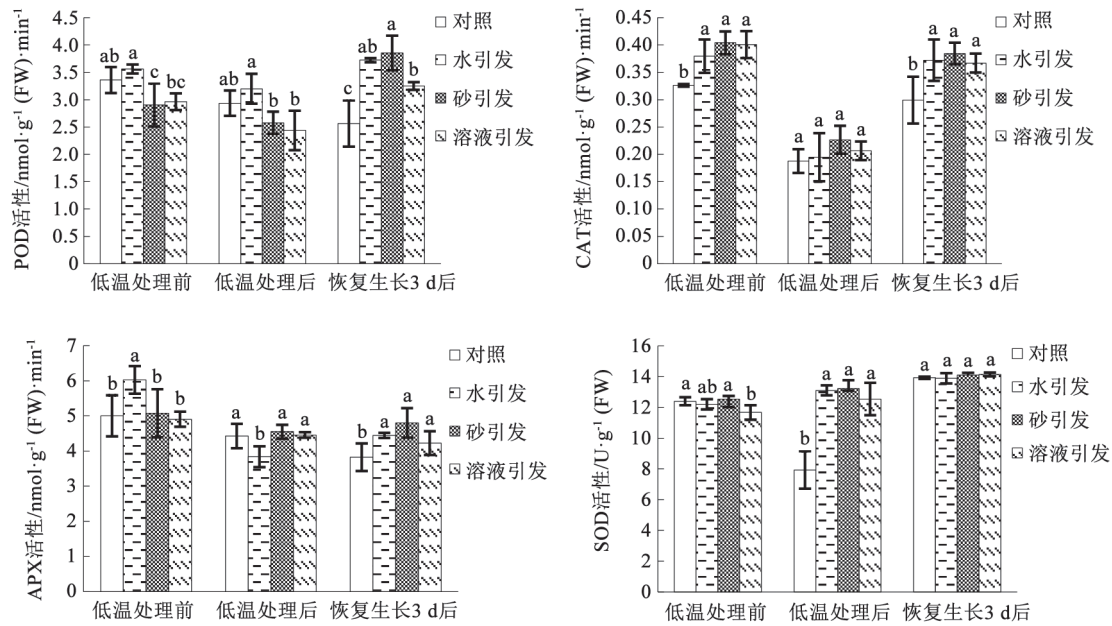 POD活性/nmol·g⁻¹ (FW)·min⁻¹
4.5
4.0
3.5
3.0
2.5
2.0
1.5
1.0
0.5
0
ab a c bc
ab a b b
c ab a b
低温处理前 低温处理后 恢复生长3 d后
对照
水引发
砂引发
溶液引发
CAT活性/nmol·g⁻¹ (FW)·min⁻¹
0.45
0.40
0.35
0.30
0.25
0.20
0.15
0.10
0.05
0
b a a a
a a a a
b a a a
低温处理前 低温处理后 恢复生长3 d后
对照
水引发
砂引发
溶液引发
APX活性/nmol·g⁻¹ (FW)·min⁻¹
7
6
5
4
3
2
1
0
b a b b
a b a a
b a a a
低温处理前 低温处理后 恢复生长3 d后
对照
水引发
砂引发
溶液引发
SOD活性/U·g⁻¹ (FW)
16
14
12
10
8
6
4
2
0
a ab a b
b a a a
a a a a
低温处理前 低温处理后 恢复生长3 d后
对照
水引发
砂引发
溶液引发